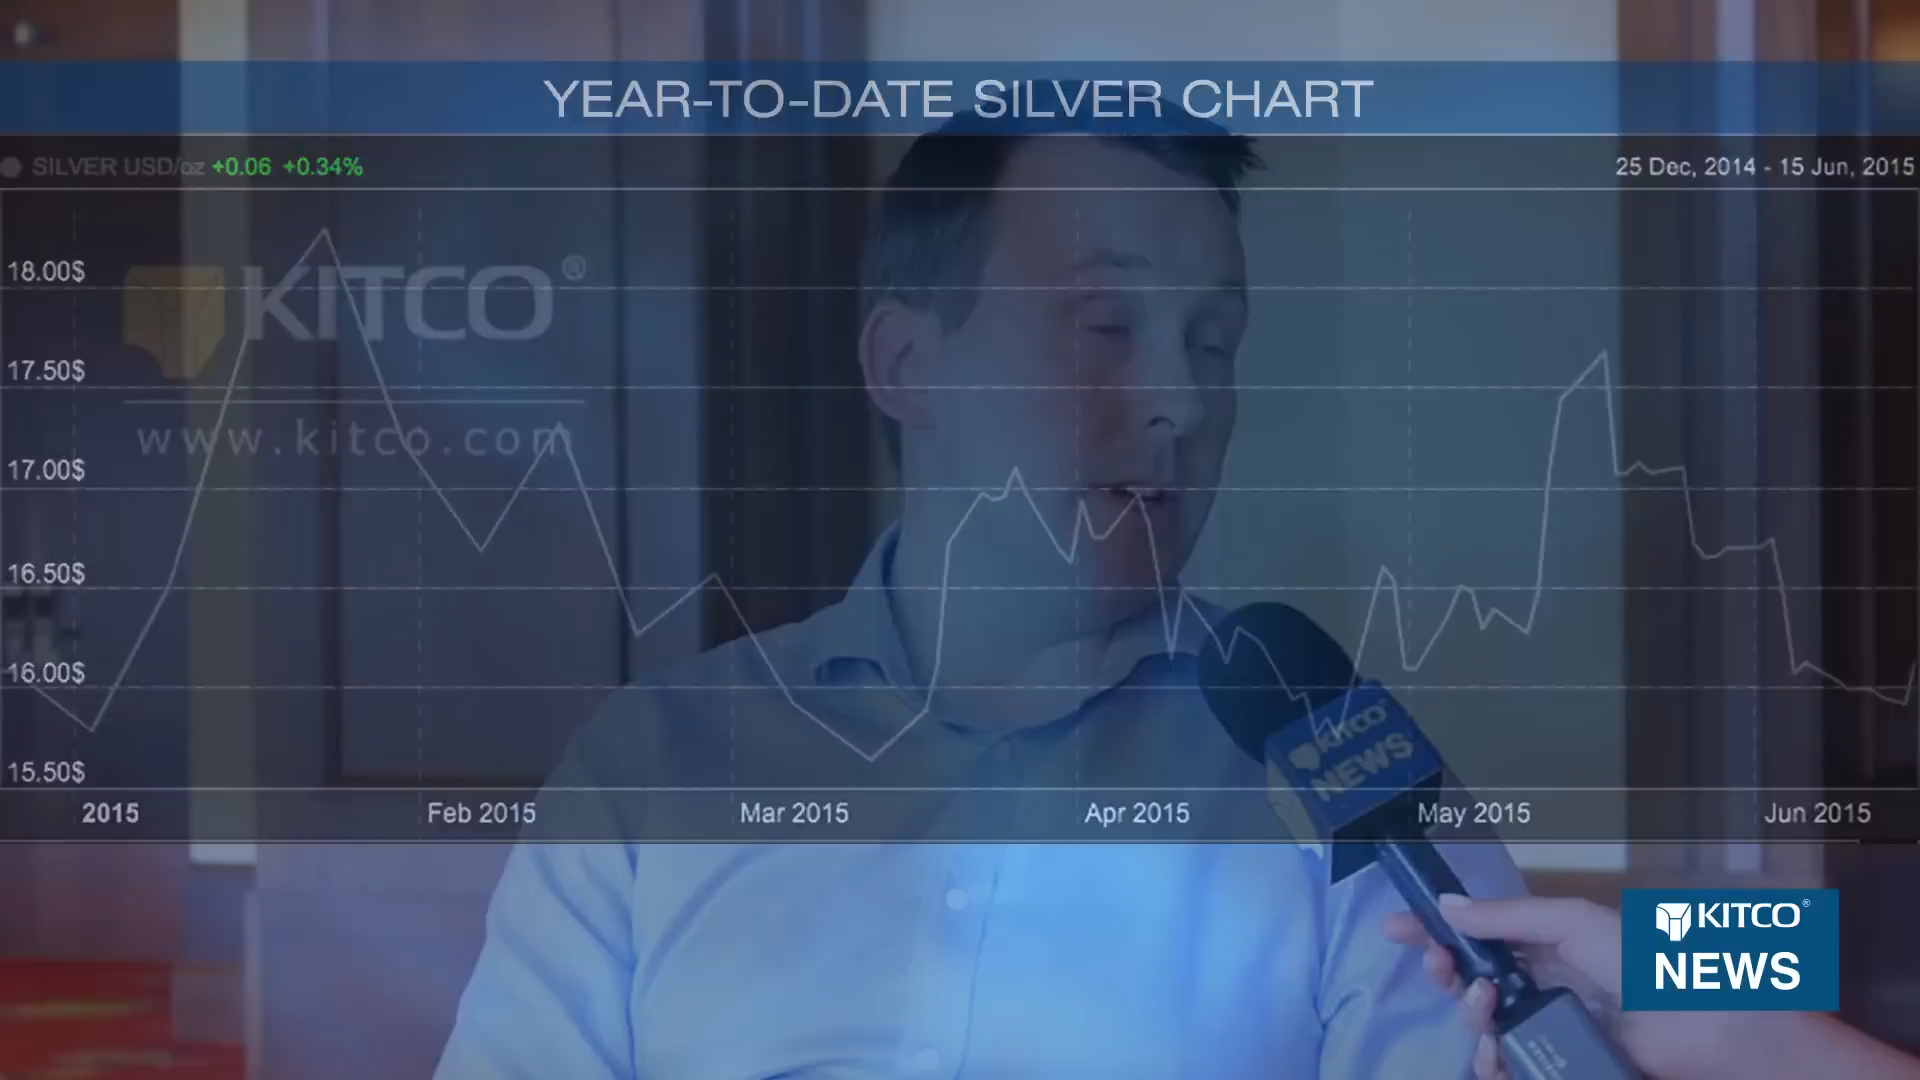 YEAR-TO-DATE SILVER CHART
SILVER USD/oz +0.06 +0.34%
25 Dec, 2014 - 15 Jun, 2015
18.00$
KITCO®
17.50$
www.kitco.com
17.00$
16.50$
16.00$
KITCO
NEWS
15.50$
2015
Feb 2015
Mar 2015
Apr 2015
May 2015
Jun 2015
KITCO®
NEWS